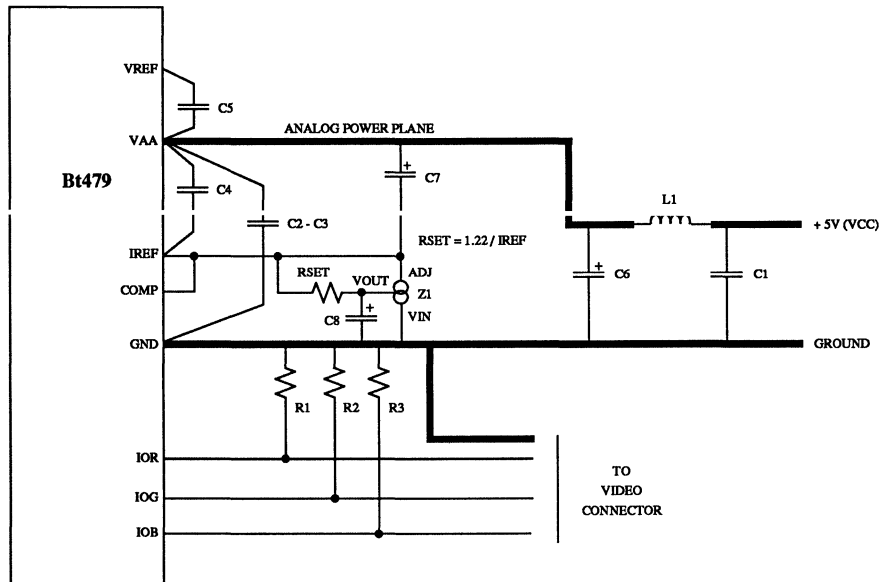 VREF
C5
ANALOG POWER PLANE
VAA
C7
Bt479
C4
L1
C2 - C3
+ 5V (VCC)
RSET = 1.22 / IREF
IREF
ADJ
RSET
VOUT
Z1
C6
C1
COMP
VIN
C8
GND
GROUND
R1
R2
R3
IOR
TO
VIDEO
CONNECTOR
IOG
IOB
+
+
+